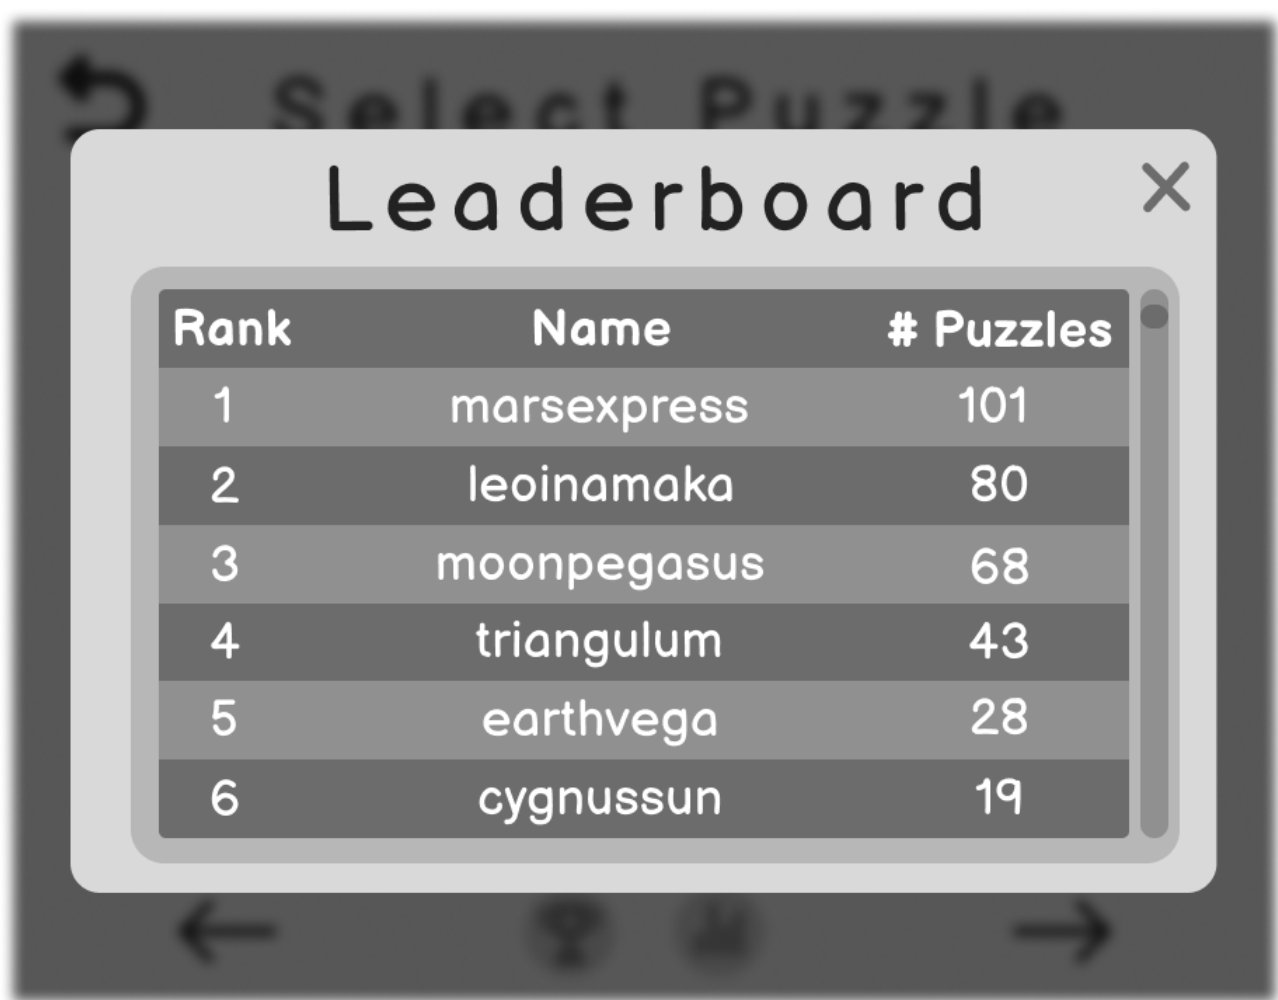 Select Puzzle
Leaderboard
Rank Name # Puzzles
1 marsexpress 101
2 leoinamaka 80
3 moonpegasus 68
4 triangulum 43
5 earthvega 28
6 cygnussun 19